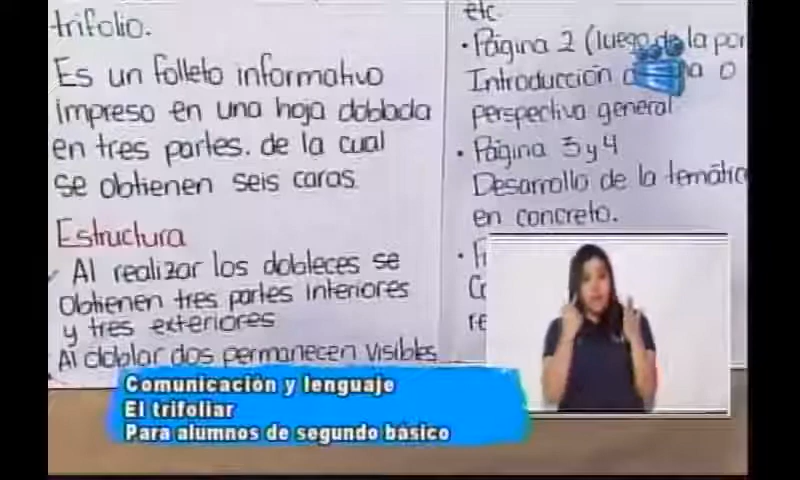 trifolio.
Es un folleto informativo
impreso en una hoja doblada
en tres partes. de la cual
se obtienen seis caras
Estructura
Al realizar los dobleces se
Obtienen tres partes interiores
y tres exteriores
Al doblar dos permanecen visibles
etc.
• Página 2 (luego de la por
Introducción o
perspectiva general
• Página 3 y 4
Desarrollo de la temática
en concreto.
Comunicación y lenguaje
El trifoliar
Para alumnos de segundo básico